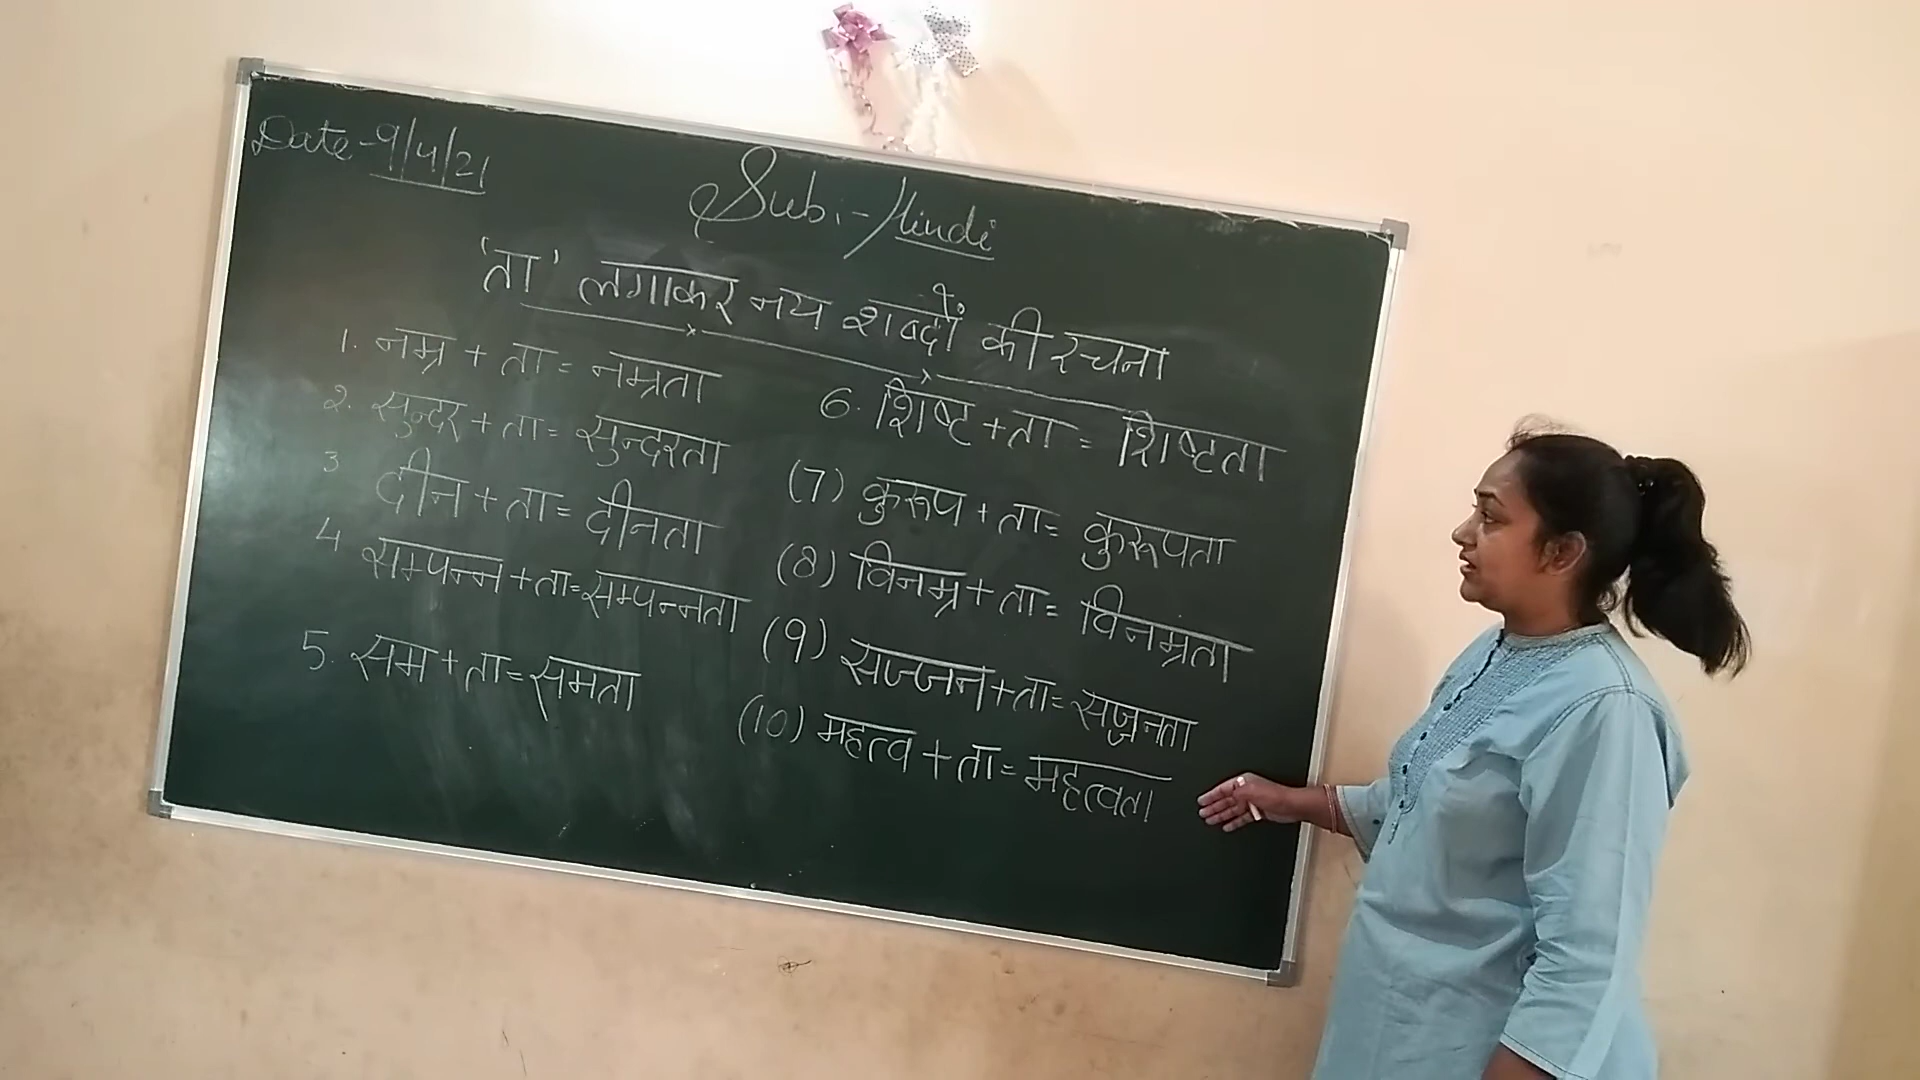 Date-9/4/21
Sub:-Hindi
'ता' लगाकर नय शब्दों की रचना
1. नम्र + ता = नम्रता
2. सुन्दर + ता = सुन्दरता
3 दीन + ता = दीनता
4 सम्पन्न + ता = सम्पन्नता
5. सम + ता = समता
6. शिष्ट + ता = शिष्टता
(7) कुरूप + ता = कुरूपता
(8) विनम्र + ता = विनम्रता
(9) सज्जन + ता = सज्जनता
(10) महत्व + ता = महत्वता